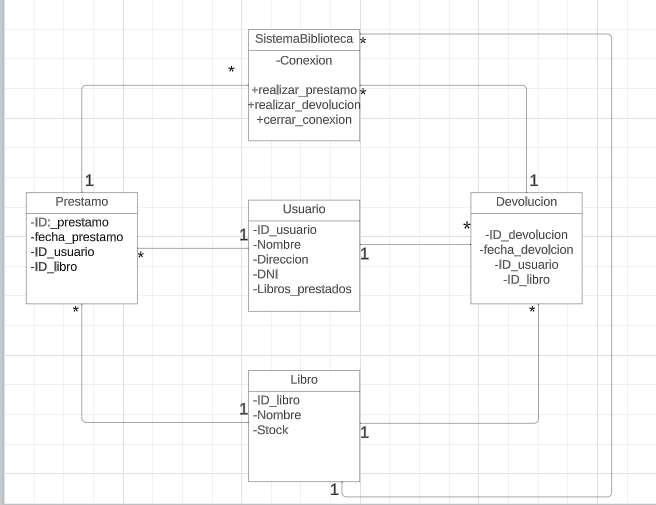 SistemaBiblioteca
*
-Conexion
*
+realizar_prestamo
*
+realizar_devolucion
+cerrar_conexion
1
1
Prestamo
-ID:_prestamo
-fecha_prestamo
-ID_usuario
-ID_libro
*
*
Usuario
-ID_usuario
-Nombre
-Direccion
-DNI
-Libros_prestados
1
1
Devolucion
*
-ID_devolucion
-fecha_devolcion
-ID_usuario
-ID_libro
*
Libro
-ID_libro
-Nombre
-Stock
1
1
1